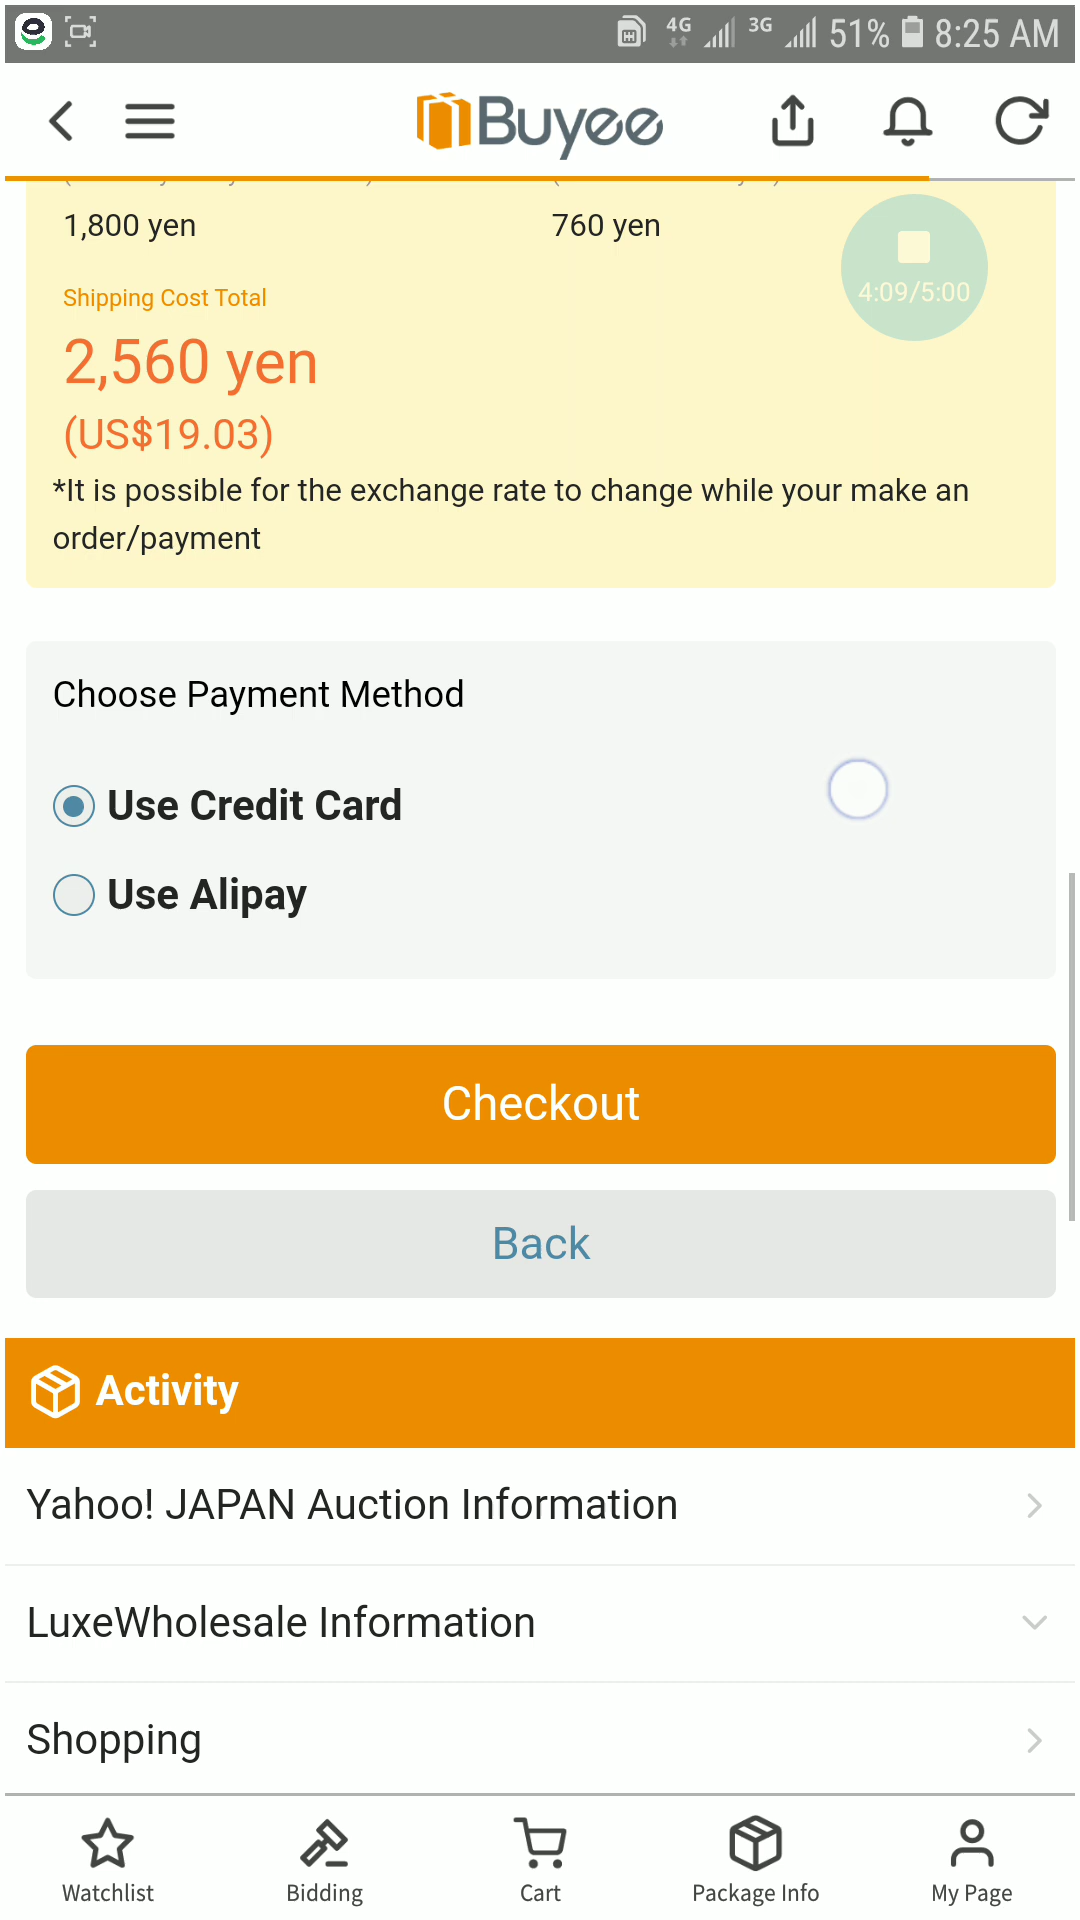 4G 3G 51% 8:25 AM
Buyee
1,800 yen 760 yen
4:09/5:00
Shipping Cost Total
2,560 yen
(US$19.03)
*It is possible for the exchange rate to change while your make an
order/payment
Choose Payment Method
Use Credit Card
Use Alipay
Checkout
Back
Activity
Yahoo! JAPAN Auction Information
LuxeWholesale Information
Shopping
Watchlist Bidding Cart Package Info My Page